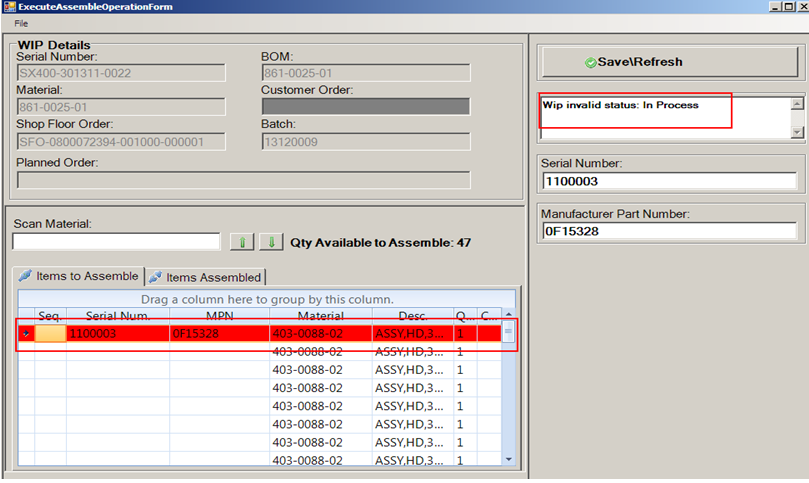 ExecuteAssembleOperationForm
File
WIP Details
Serial Number:
SX400-301311-0022
BOM:
861-0025-01
Material:
861-0025-01
Customer Order:
Shop Floor Order:
SFO-0800072394-001000-000001
Batch:
13120009
Planned Order:
Save\Refresh
Wip invalid status: In Process
Serial Number:
1100003
Manufacturer Part Number:
0F15328
Scan Material:
Qty Available to Assemble: 47
Items to Assemble
Items Assembled
Drag a column here to group by this column.
Seq. Serial Num. MPN Material Desc. Q... C...
1100003 0F15328 403-0088-02 ASSY,HD,3... 1
403-0088-02 ASSY,HD,3... 1
403-0088-02 ASSY,HD,3... 1
403-0088-02 ASSY,HD,3... 1
403-0088-02 ASSY,HD,3... 1
403-0088-02 ASSY,HD,3... 1
403-0088-02 ASSY,HD,3... 1
403-0088-02 ASSY,HD,3... 1